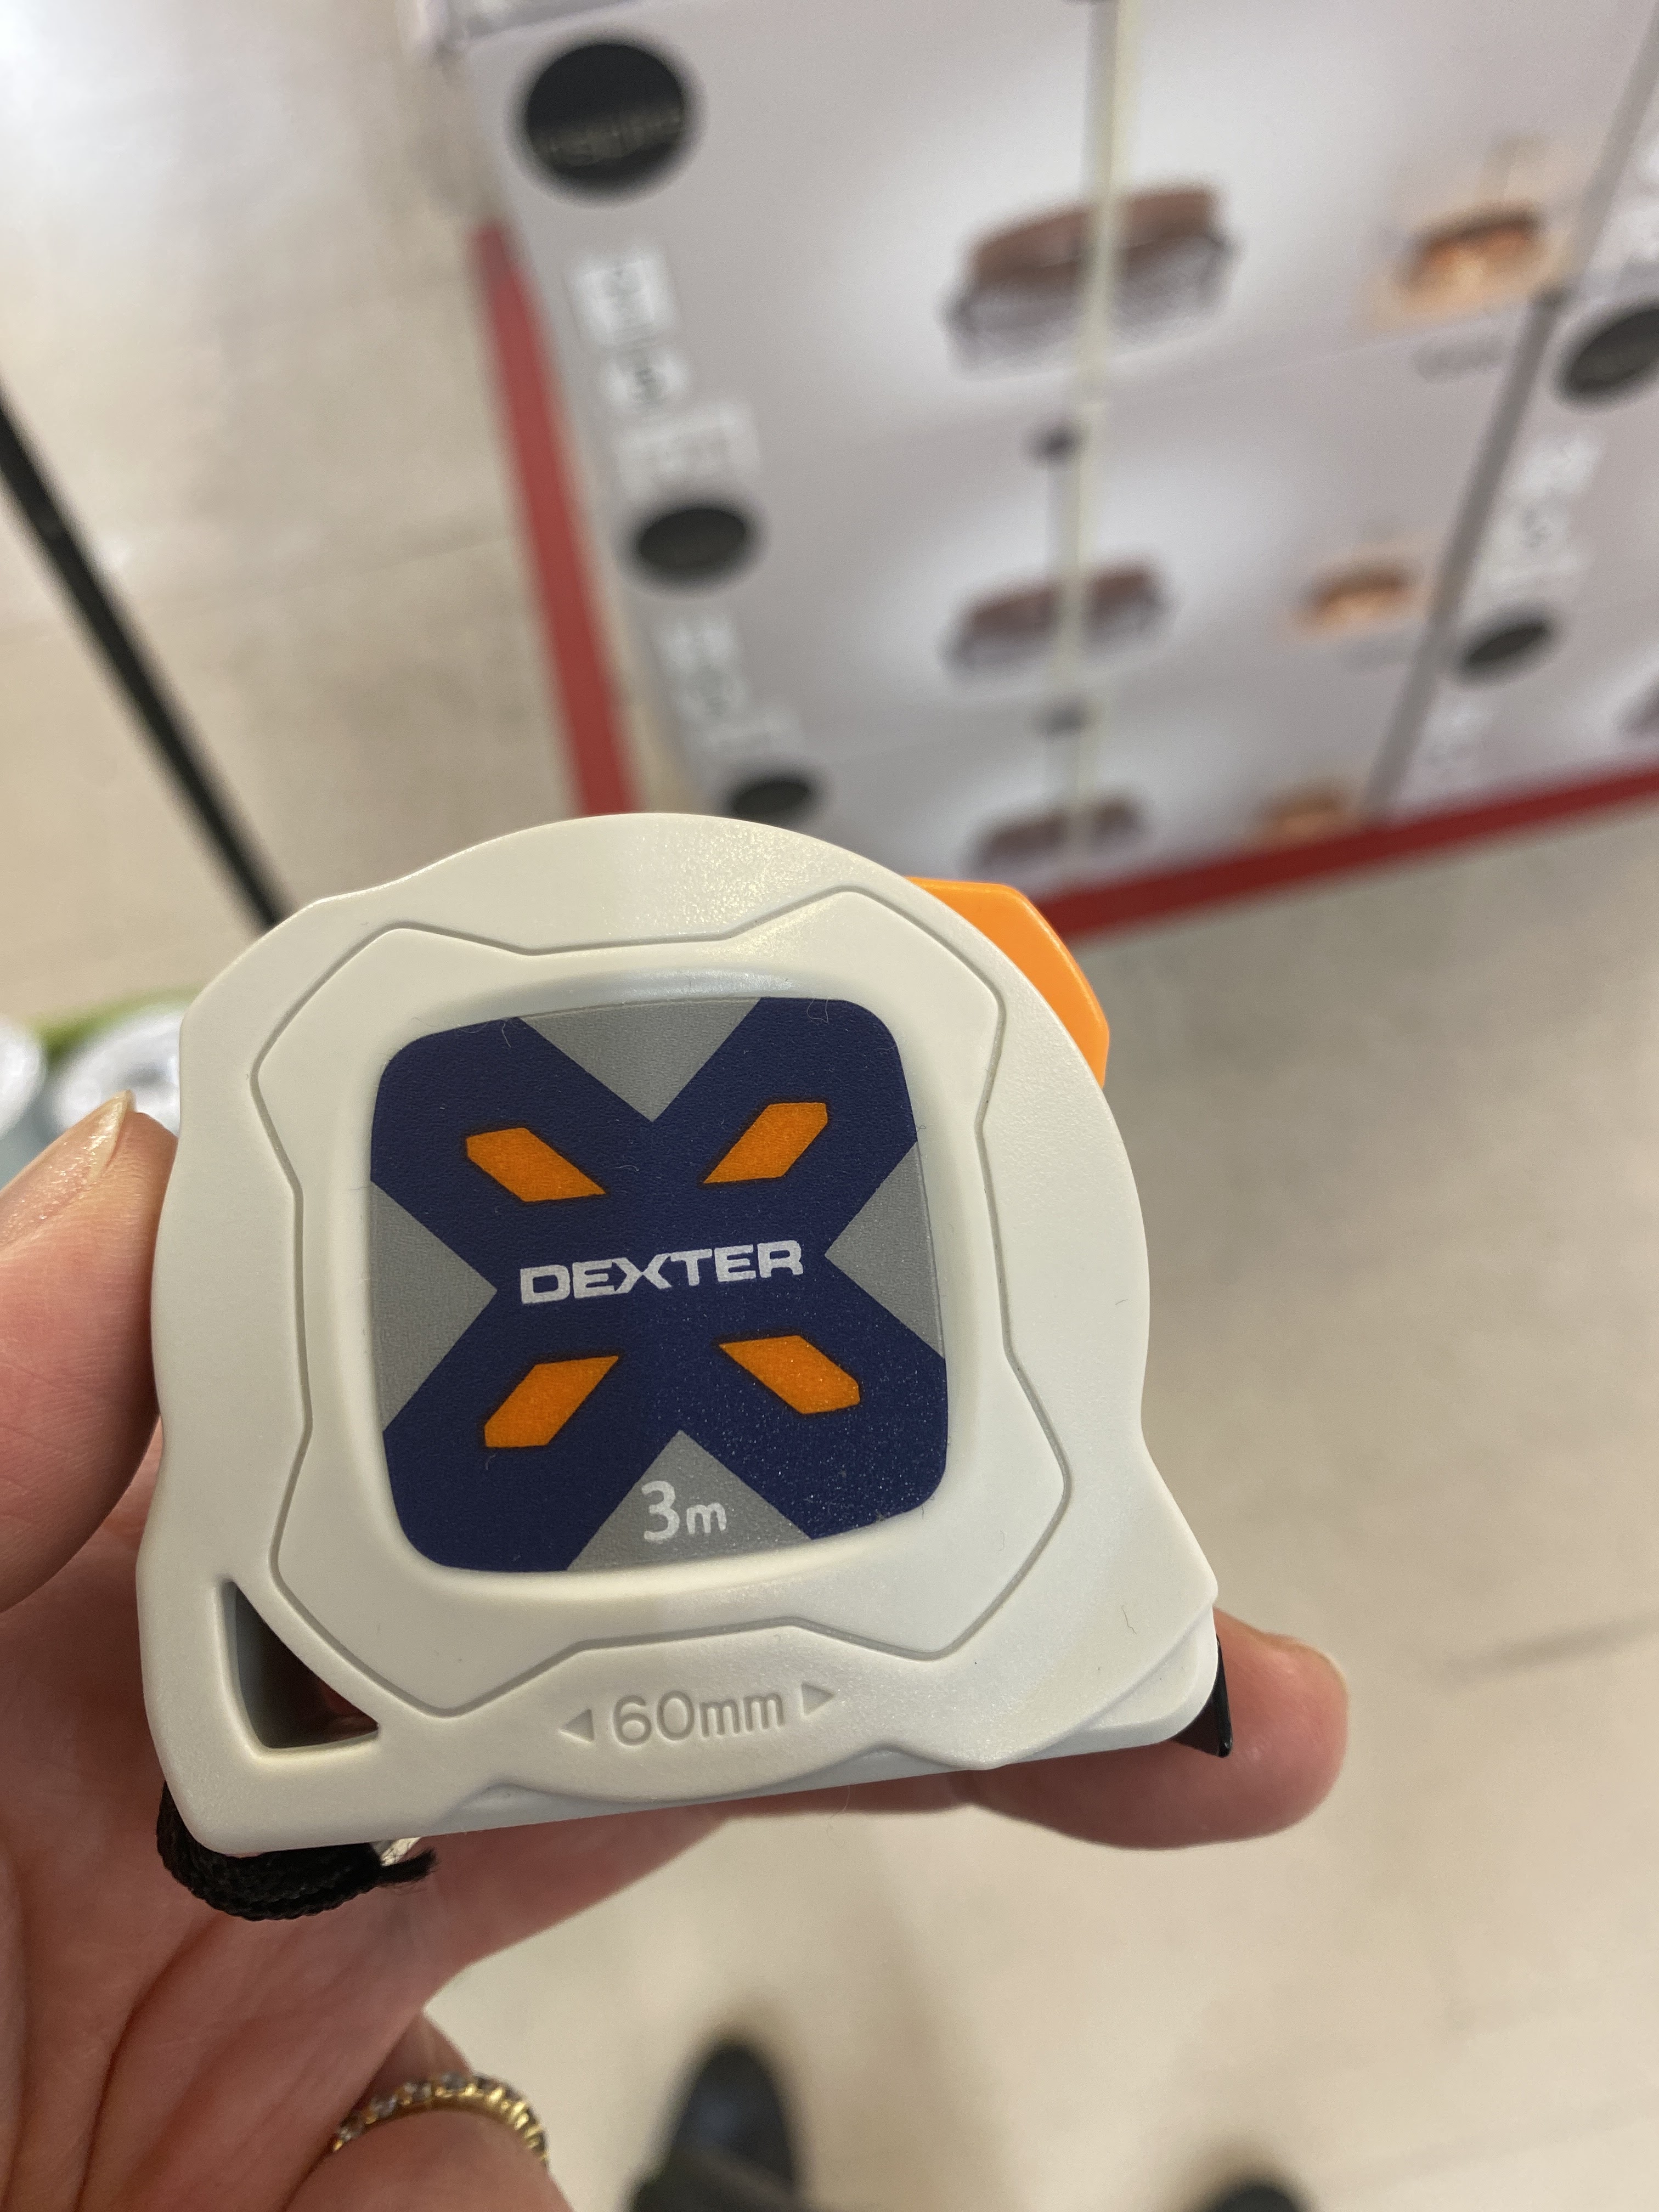 DEXTER
3m
◁ 60mm ▷